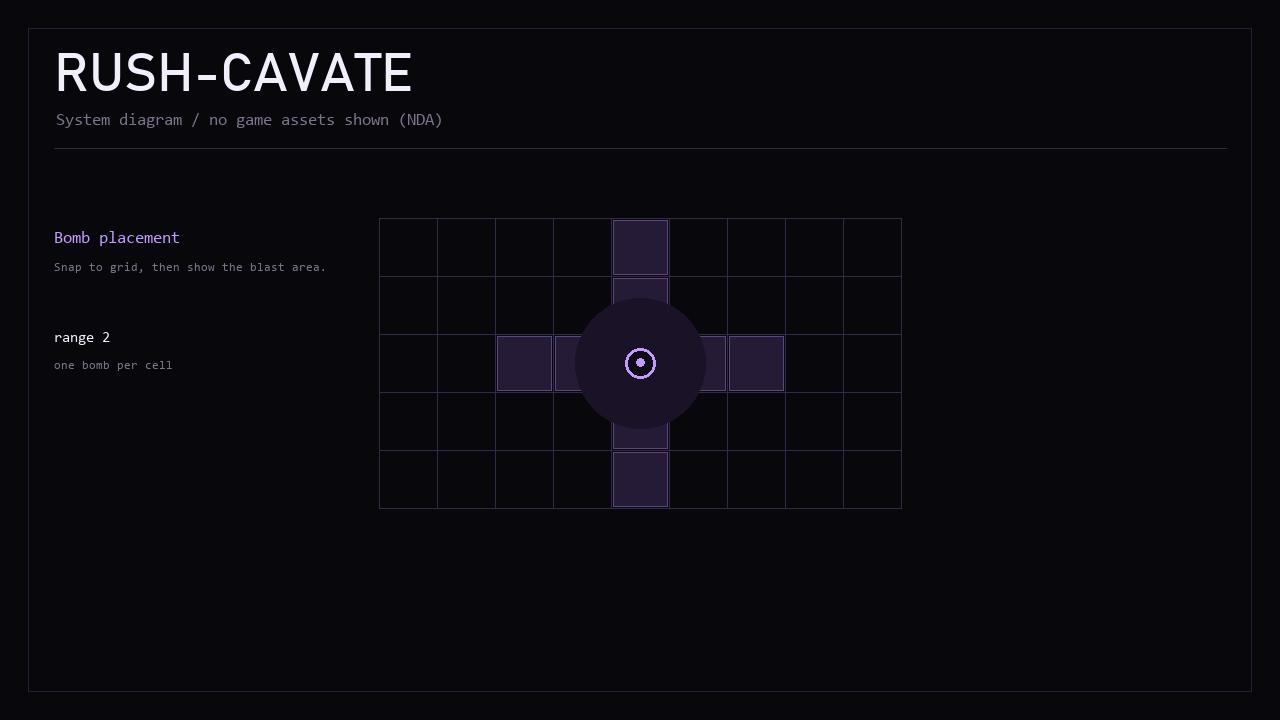 RUSH-CAVATE
System diagram / no game assets shown (NDA)
Bomb placement
Snap to grid, then show the blast area.
range 2
one bomb per cell